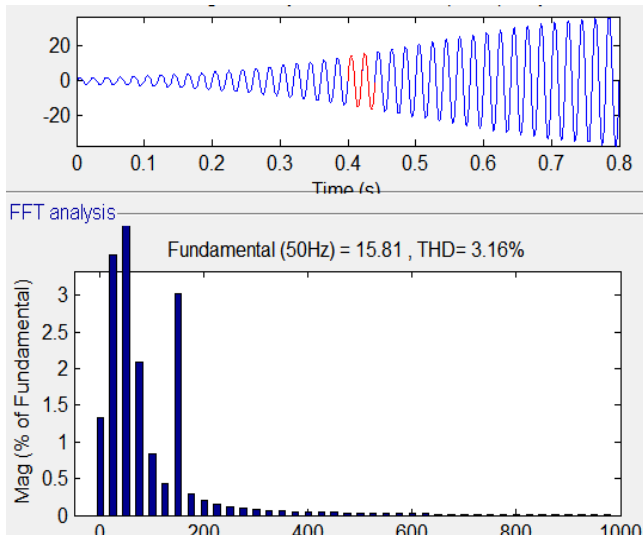 20
0
-20
0 0.1 0.2 0.3 0.4 0.5 0.6 0.7 0.8
Time (s)
FFT analysis
Fundamental (50Hz) = 15.81 , THD= 3.16%
Mag (% of Fundamental)
3
2.5
2
1.5
1
0.5
0
0 200 400 600 800 1000